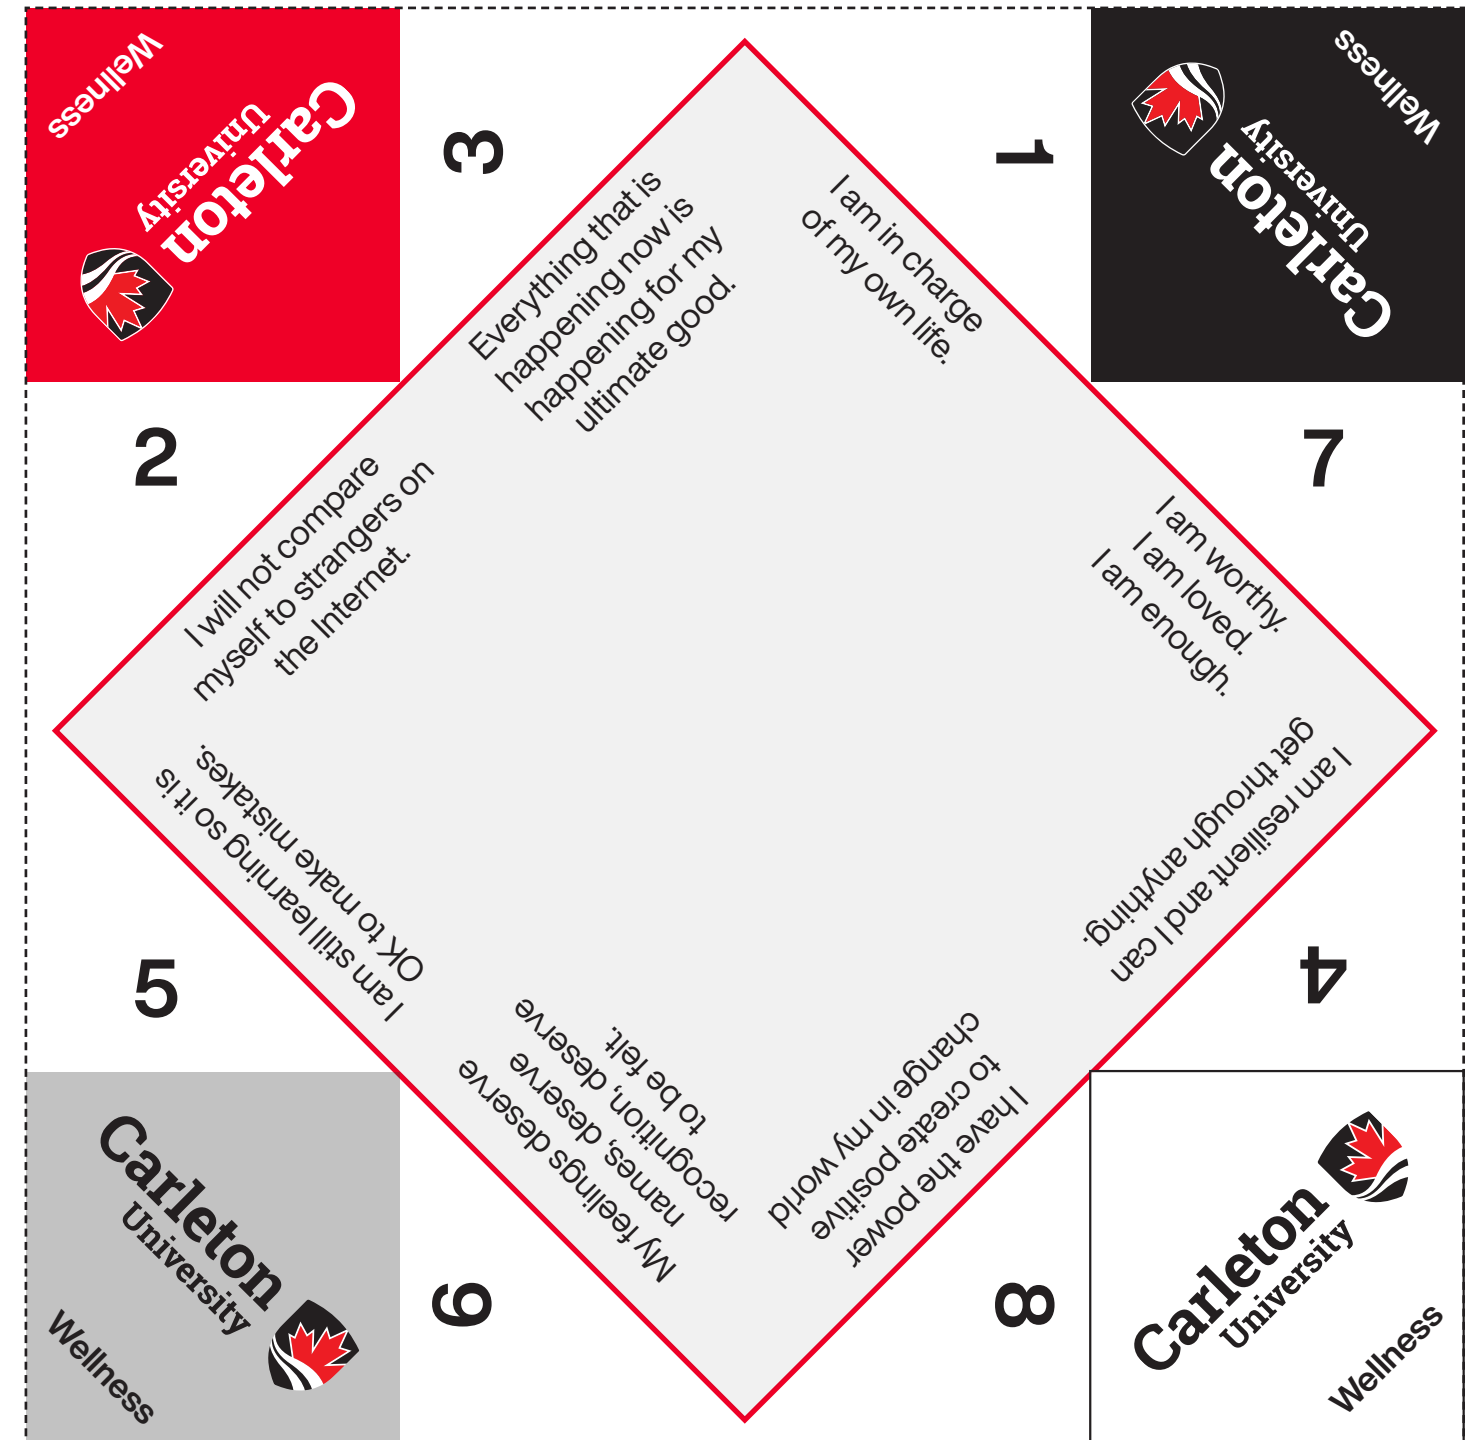 Wellness
Carleton
University
3
1
Wellness
Carleton
University
Everything that is
happening now is
happening for my
ultimate good.
I am in charge
of my own life.
2
7
I will not compare
myself to strangers on
the Internet.
I am worthy.
I am loved.
I am enough.
I am still learning so it is
OK to make mistakes.
I am resilient and I can
get through anything.
5
4
My feelings deserve
names, deserve
recognition, deserve
to be felt.
I have the power
to create positive
change in my world
Carleton
University
Wellness
6
8
Carleton
University
Wellness